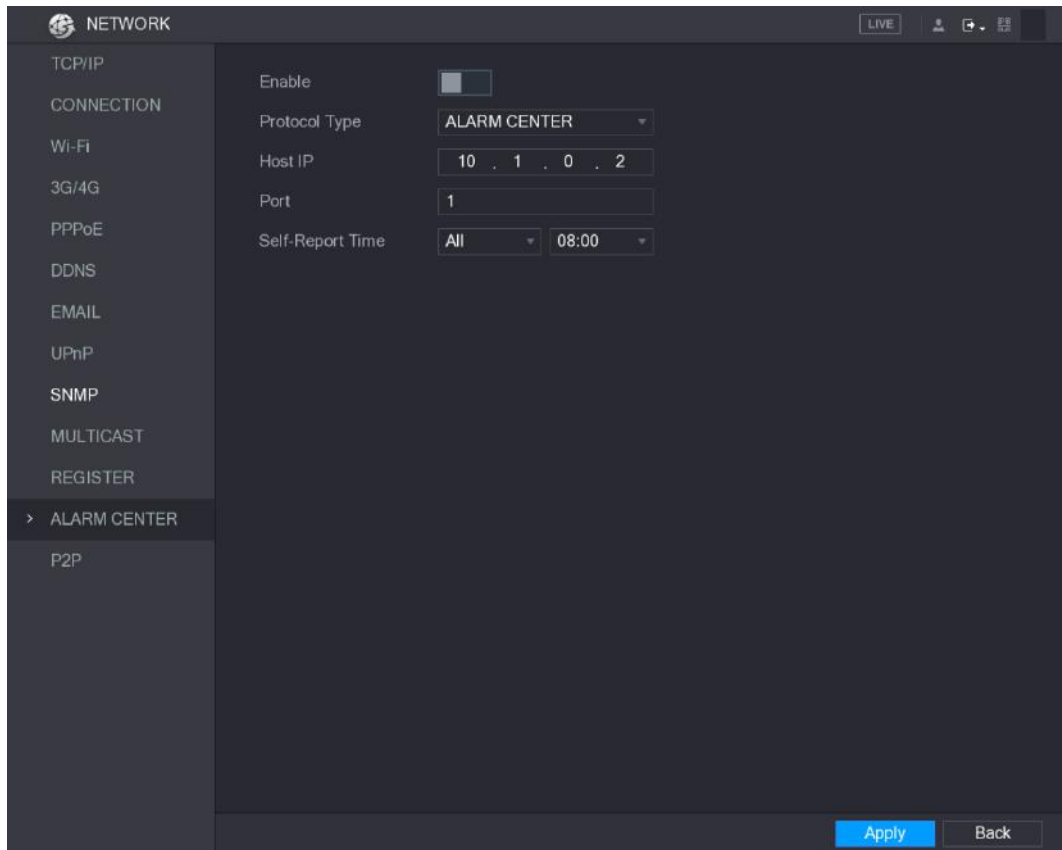 NETWORK
LIVE
TCP/IP
CONNECTION
Wi-Fi
3G/4G
PPPoE
DDNS
EMAIL
UPnP
SNMP
MULTICAST
REGISTER
> ALARM CENTER
P2P
Enable
Protocol Type ALARM CENTER
Host IP 10 . 1 . 0 . 2
Port 1
Self-Report Time All 08:00
Apply Back